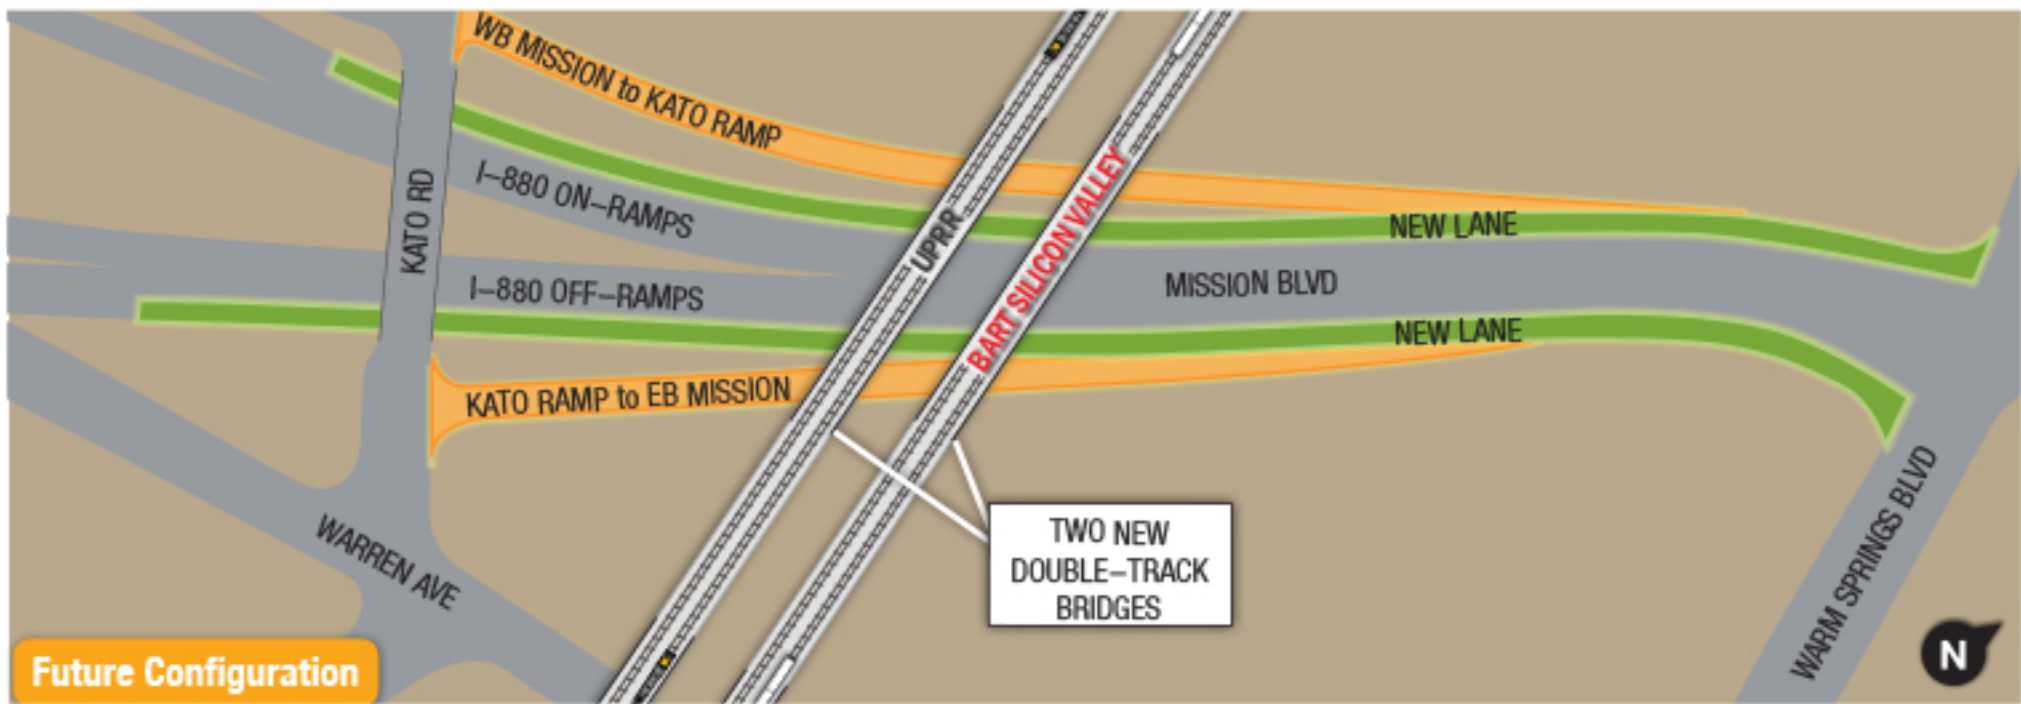 WB MISSION to KATO RAMP
I–880 ON–RAMPS
KATO RD
UPRR
BART SILICON VALLEY
NEW LANE
I–880 OFF–RAMPS
MISSION BLVD
NEW LANE
KATO RAMP to EB MISSION
TWO NEW
DOUBLE–TRACK
BRIDGES
WARREN AVE
WARM SPRINGS BLVD
Future Configuration
N